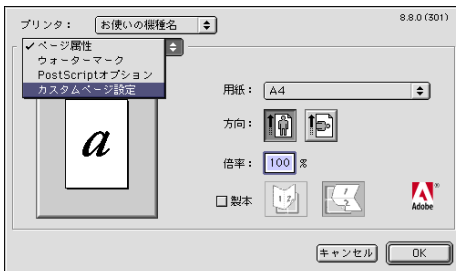 プリンタ： お使いの機種名
8.8.0 (301)
✓ページ属性
ウォーターマーク
PostScriptオプション
カスタムページ設定
a
用紙： A4
方向：
倍率： 100 %
製本
Adobe
キャンセル OK